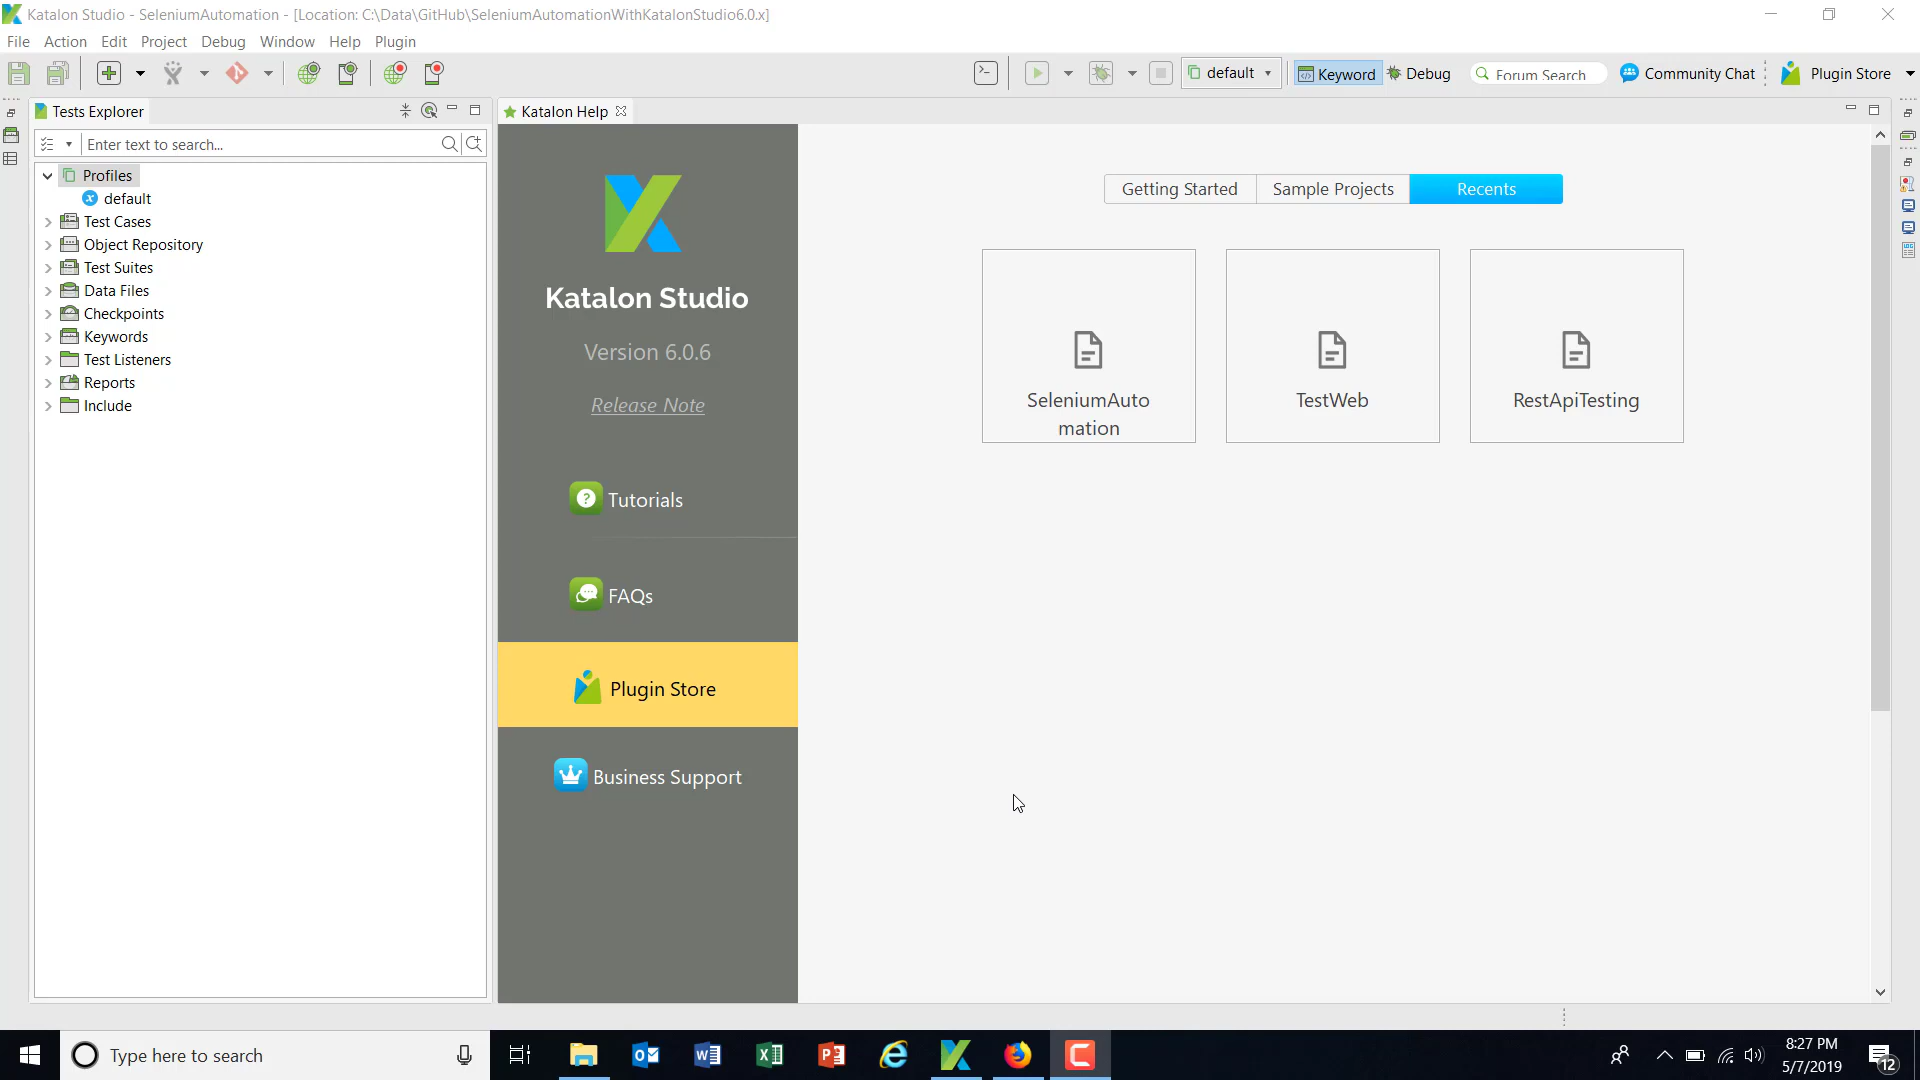 Katalon Studio - SeleniumAutomation - [Location: C:\Data\GitHub\SeleniumAutomationWithKatalonStudio6.0.x]
File Action Edit Project Debug Window Help Plugin
default Keyword Debug Forum Search Community Chat Plugin Store
Tests Explorer
Katalon Help
Enter text to search...
Profiles
default
Test Cases
Object Repository
Test Suites
Data Files
Checkpoints
Keywords
Test Listeners
Reports
Include
Katalon Studio
Version 6.0.6
Release Note
Tutorials
FAQs
Plugin Store
Business Support
Getting Started Sample Projects Recents
SeleniumAuto
mation
TestWeb
RestApiTesting
Type here to search
8:27 PM
5/7/2019
12